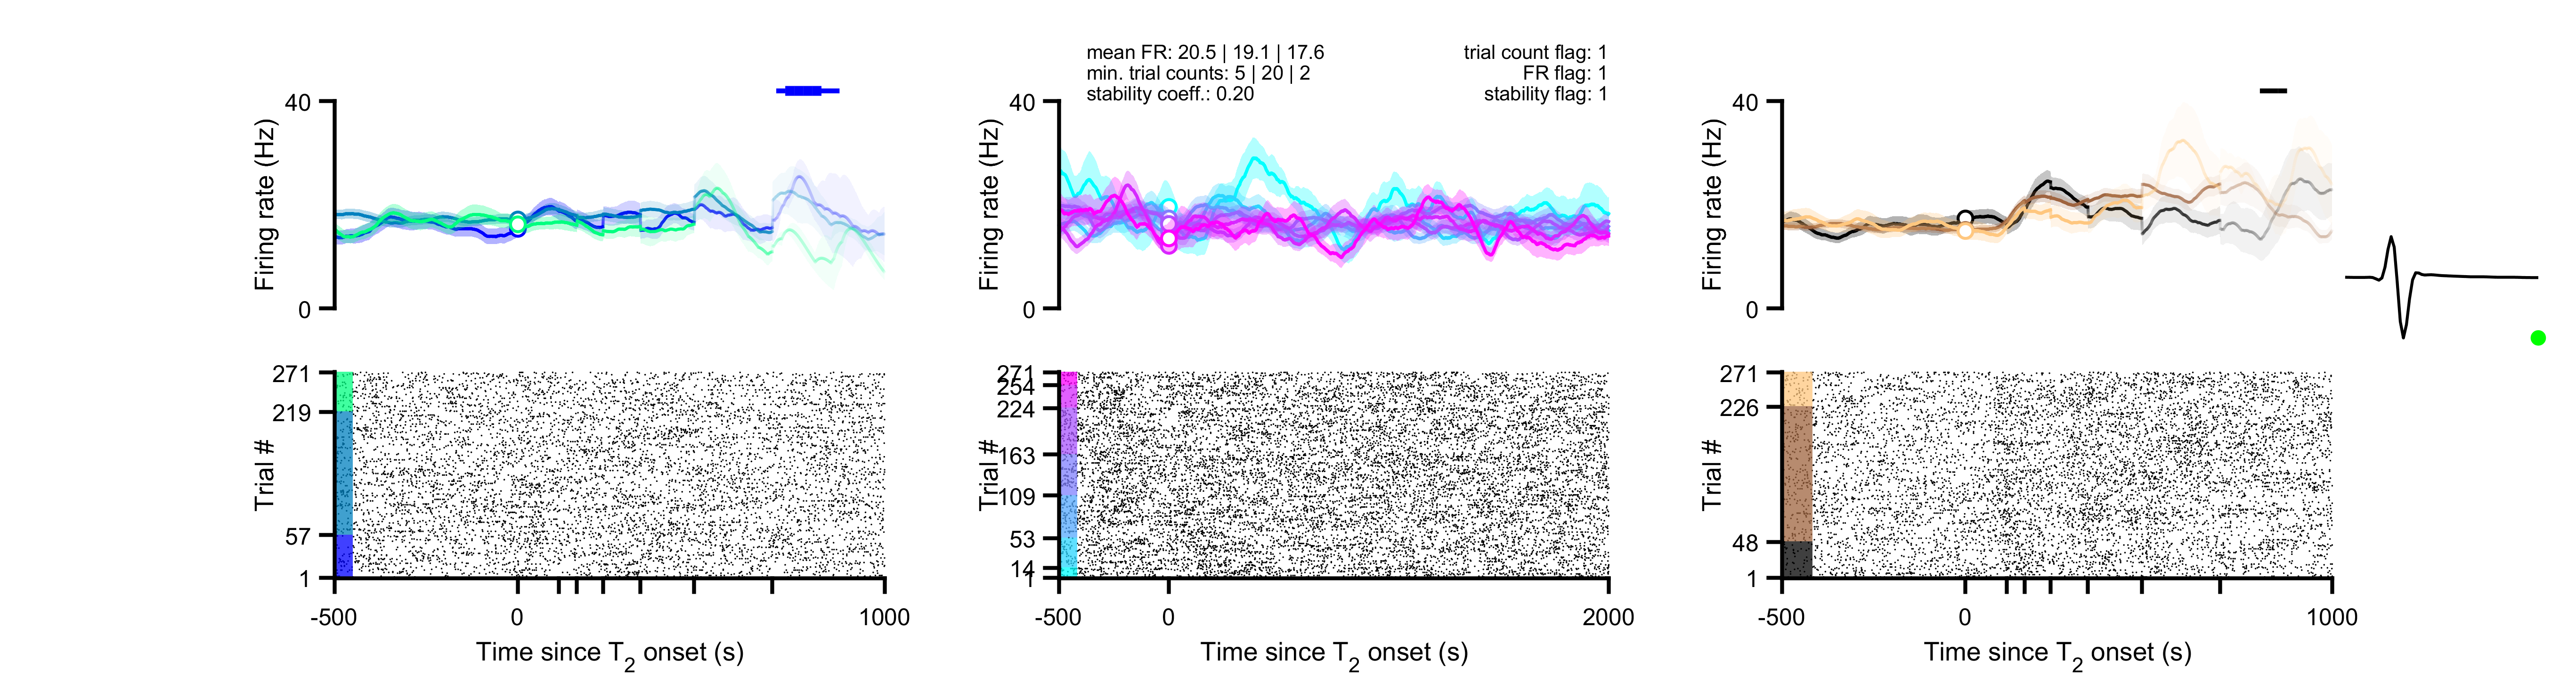 mean FR: 20.5 | 19.1 | 17.6
min. trial counts: 5 | 20 | 2
stability coeff.: 0.20
trial count flag: 1
FR flag: 1
stability flag: 1
Firing rate (Hz)
40
0
Firing rate (Hz)
40
0
Firing rate (Hz)
40
0
Trial #
271
219
57
1
-500
0
1000
Time since T2 onset (s)
Trial #
271
254
224
163
109
53
14
1
-500
0
2000
Time since T2 onset (s)
Trial #
271
226
48
1
-500
0
1000
Time since T2 onset (s)